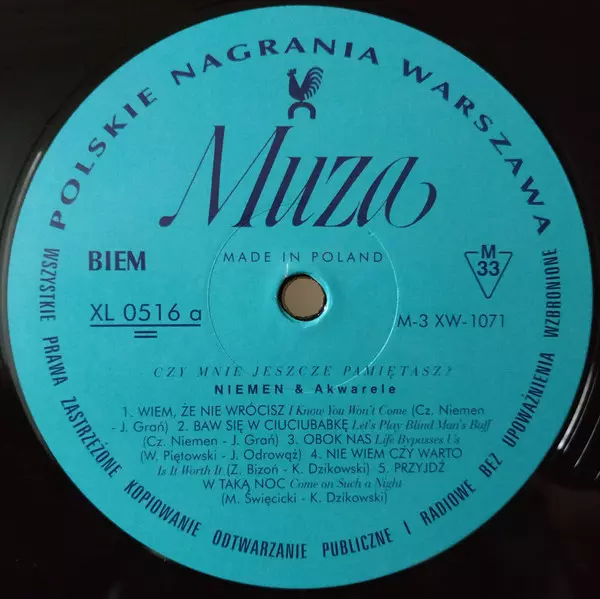 POLSKIE NAGRANIA WARSZAWA
Muza
BIEM
MADE IN POLAND
M
33
XL 0516 a
M-3 XW-1071
CZY MNIE JESZCZE PAMIĘTASZ?
NIEMEN & Akwarele
1. WIEM, ŻE NIE WRÓCISZ I Know You Won't Come (Cz. Niemen
- J. Grań) 2. BAW SIĘ W CIUCIUBABKĘ Let's Play Blind Man's Buff
(Cz. Niemen - J. Grań) 3. OBOK NAS Life Bypasses Us
(W. Piętowski - J. Odrowąż) 4. NIE WIEM CZY WARTO
Is It Worth It (Z. Bizoń - K. Dzikowski) 5. PRZYJDŹ
W TAKĄ NOC Come on Such a Night
(M. Święcicki - K. Dzikowski)
WSZYSTKIE PRAWA ZASTRZEŻONE KOPIOWANIE ODTWARZANIE PUBLICZNE I RADIOWE BEZ UPOWAŻNIENIA WZBRONIONE